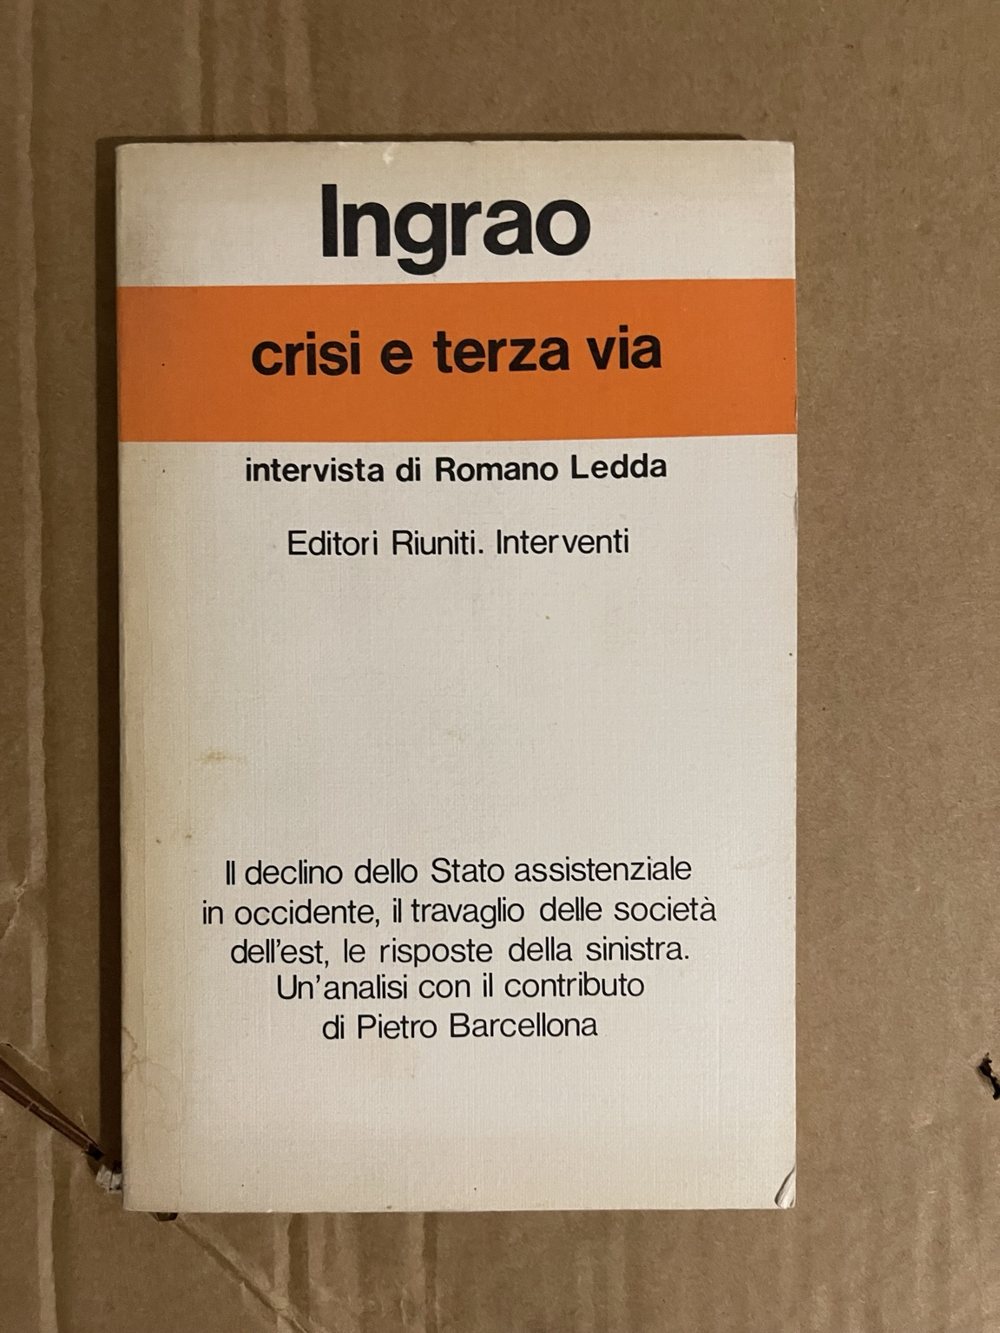 Ingrao
crisi e terza via
intervista di Romano Ledda
Editori Riuniti. Interventi
Il declino dello Stato assistenziale
in occidente, il travaglio delle società
dell'est, le risposte della sinistra.
Un'analisi con il contributo
di Pietro Barcellona